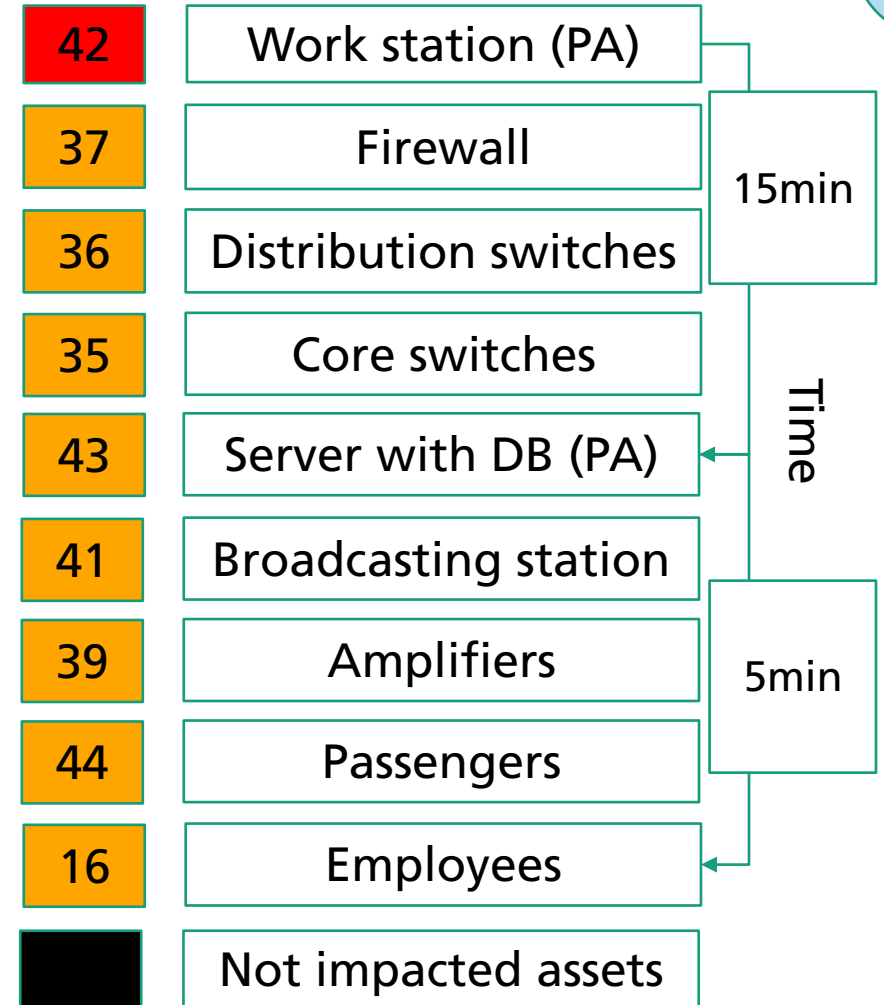 42 Work station (PA)
37 Firewall
15min
36 Distribution switches
35 Core switches
Time
43 Server with DB (PA)
41 Broadcasting station
39 Amplifiers
5min
44 Passengers
16 Employees
Not impacted assets